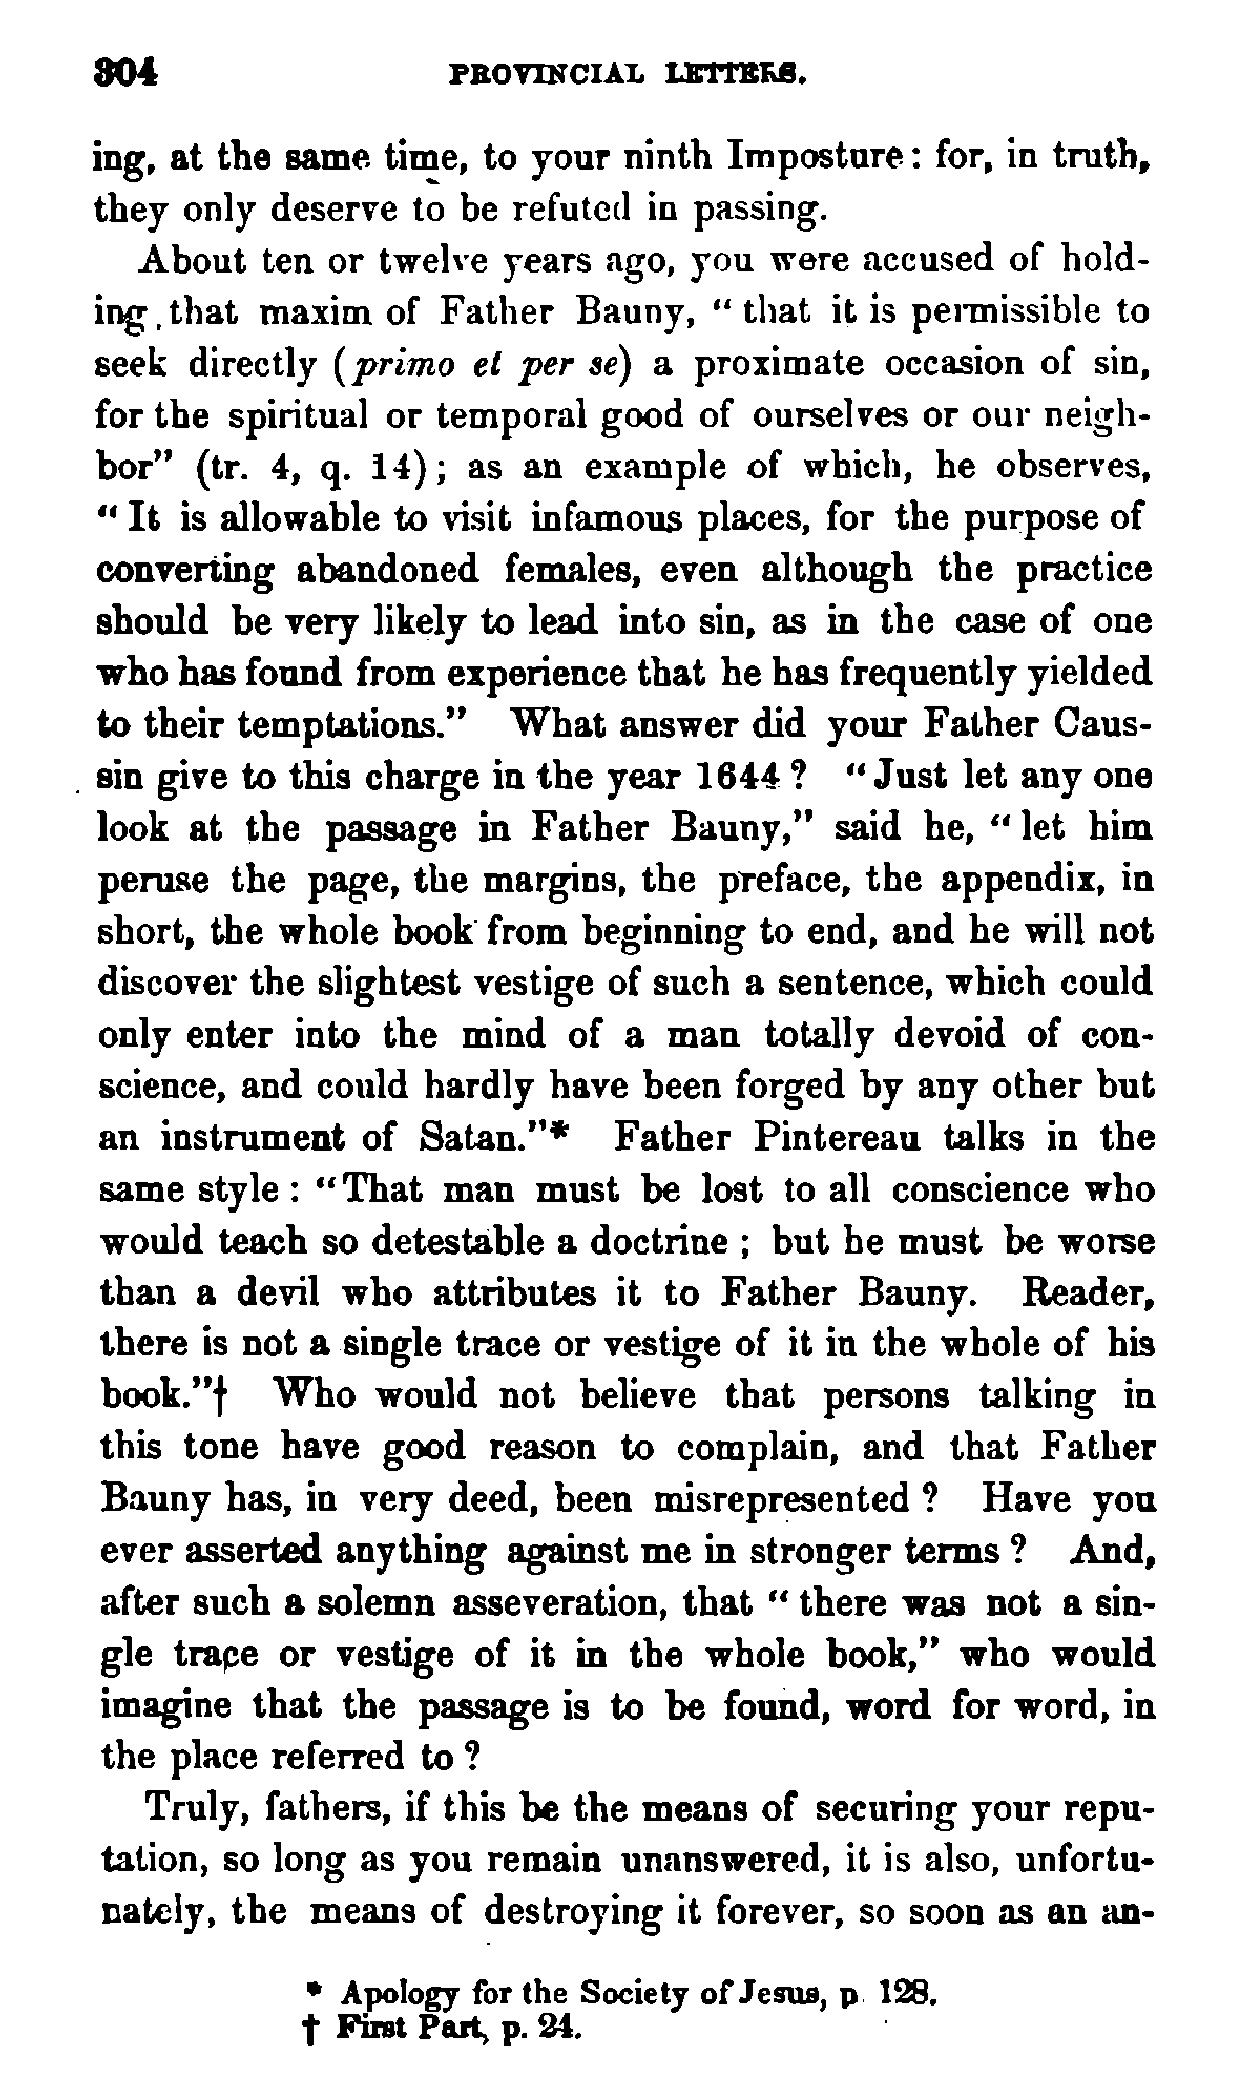 304 PROVINCIAL LETTERS.
ing, at the same time, to your ninth Imposture: for, in truth,
they only deserve to be refuted in passing.
About ten or twelve years ago, you were accused of hold-
ing that maxim of Father Bauny, “that it is permissible to
seek directly (primo et per se) a proximate occasion of sin,
for the spiritual or temporal good of ourselves or our neigh-
bor” (tr. 4, q. 14); as an example of which, he observes,
“It is allowable to visit infamous places, for the purpose of
converting abandoned females, even although the practice
should be very likely to lead into sin, as in the case of one
who has found from experience that he has frequently yielded
to their temptations.” What answer did your Father Caus-
sin give to this charge in the year 1644? “Just let any one
look at the passage in Father Bauny,” said he, “let him
peruse the page, the margins, the preface, the appendix, in
short, the whole book from beginning to end, and he will not
discover the slightest vestige of such a sentence, which could
only enter into the mind of a man totally devoid of con-
science, and could hardly have been forged by any other but
an instrument of Satan.”* Father Pintereau talks in the
same style: “That man must be lost to all conscience who
would teach so detestable a doctrine; but he must be worse
than a devil who attributes it to Father Bauny. Reader,
there is not a single trace or vestige of it in the whole of his
book.”† Who would not believe that persons talking in
this tone have good reason to complain, and that Father
Bauny has, in very deed, been misrepresented? Have you
ever asserted anything against me in stronger terms? And,
after such a solemn asseveration, that “there was not a sin-
gle trace or vestige of it in the whole book,” who would
imagine that the passage is to be found, word for word, in
the place referred to?
Truly, fathers, if this be the means of securing your repu-
tation, so long as you remain unanswered, it is also, unfortu-
nately, the means of destroying it forever, so soon as an an-
* Apology for the Society of Jesus, p. 128.
† First Part, p. 24.